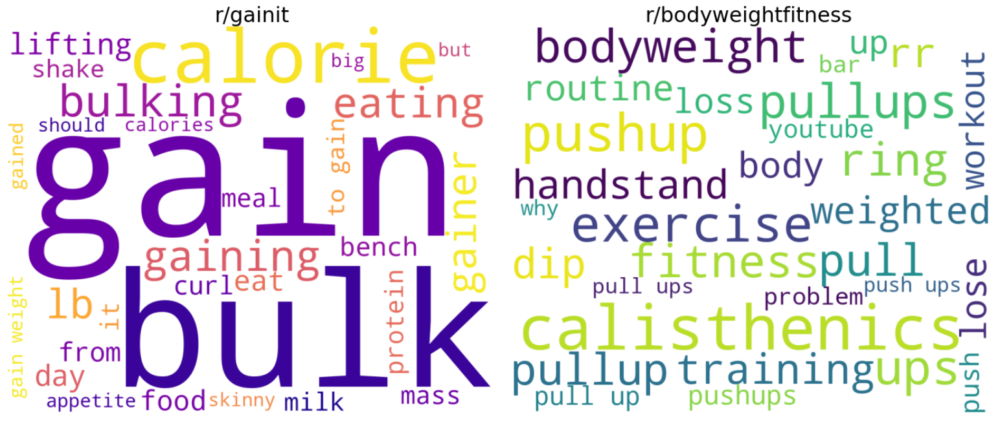 r/gainit
lifting
calorie
big
but
shake
bulking
eating
should
calories
gained
gain
to gain
meal
gainer
gaining
bench
curl
eat
lb
it
bulk
protein
gain weight
from
day
appetite
food
skinny
milk
mass
r/bodyweightfitness
bodyweight
up
rr
bar
routine
loss
pullups
workout
pushup
youtube
body
ring
handstand
why
exercise
weighted
dip
fitness
pull
pull ups
problem
push ups
lose
calisthenics
pullup
training
ups
push
pull up
pushups